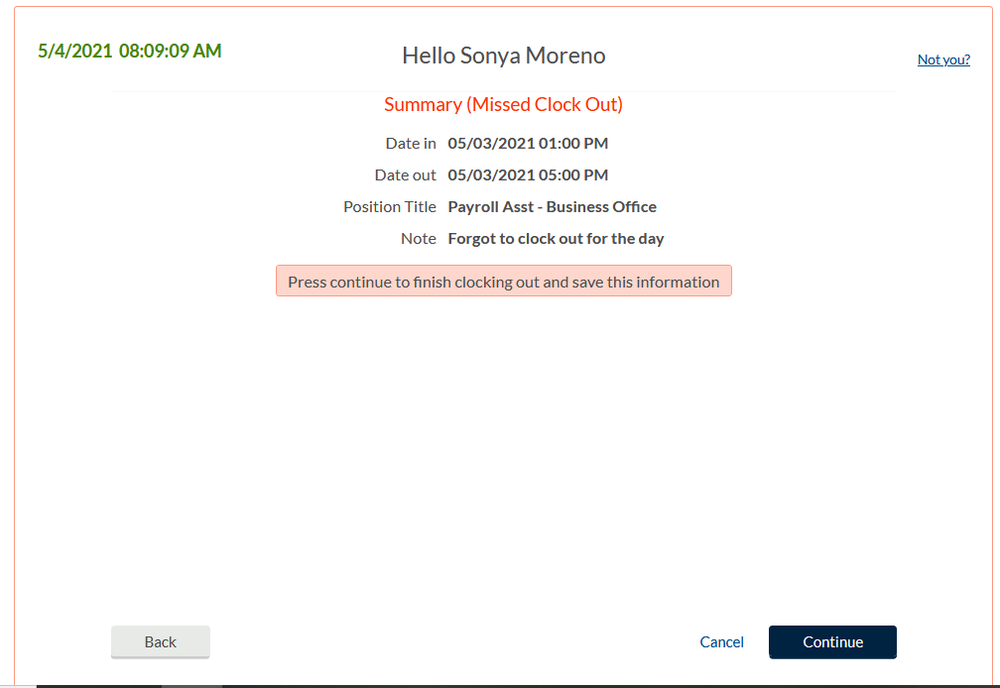 5/4/2021 08:09:09 AM
Hello Sonya Moreno
Not you?
Summary (Missed Clock Out)
Date in 05/03/2021 01:00 PM
Date out 05/03/2021 05:00 PM
Position Title Payroll Asst - Business Office
Note Forgot to clock out for the day
Press continue to finish clocking out and save this information
Back
Cancel
Continue